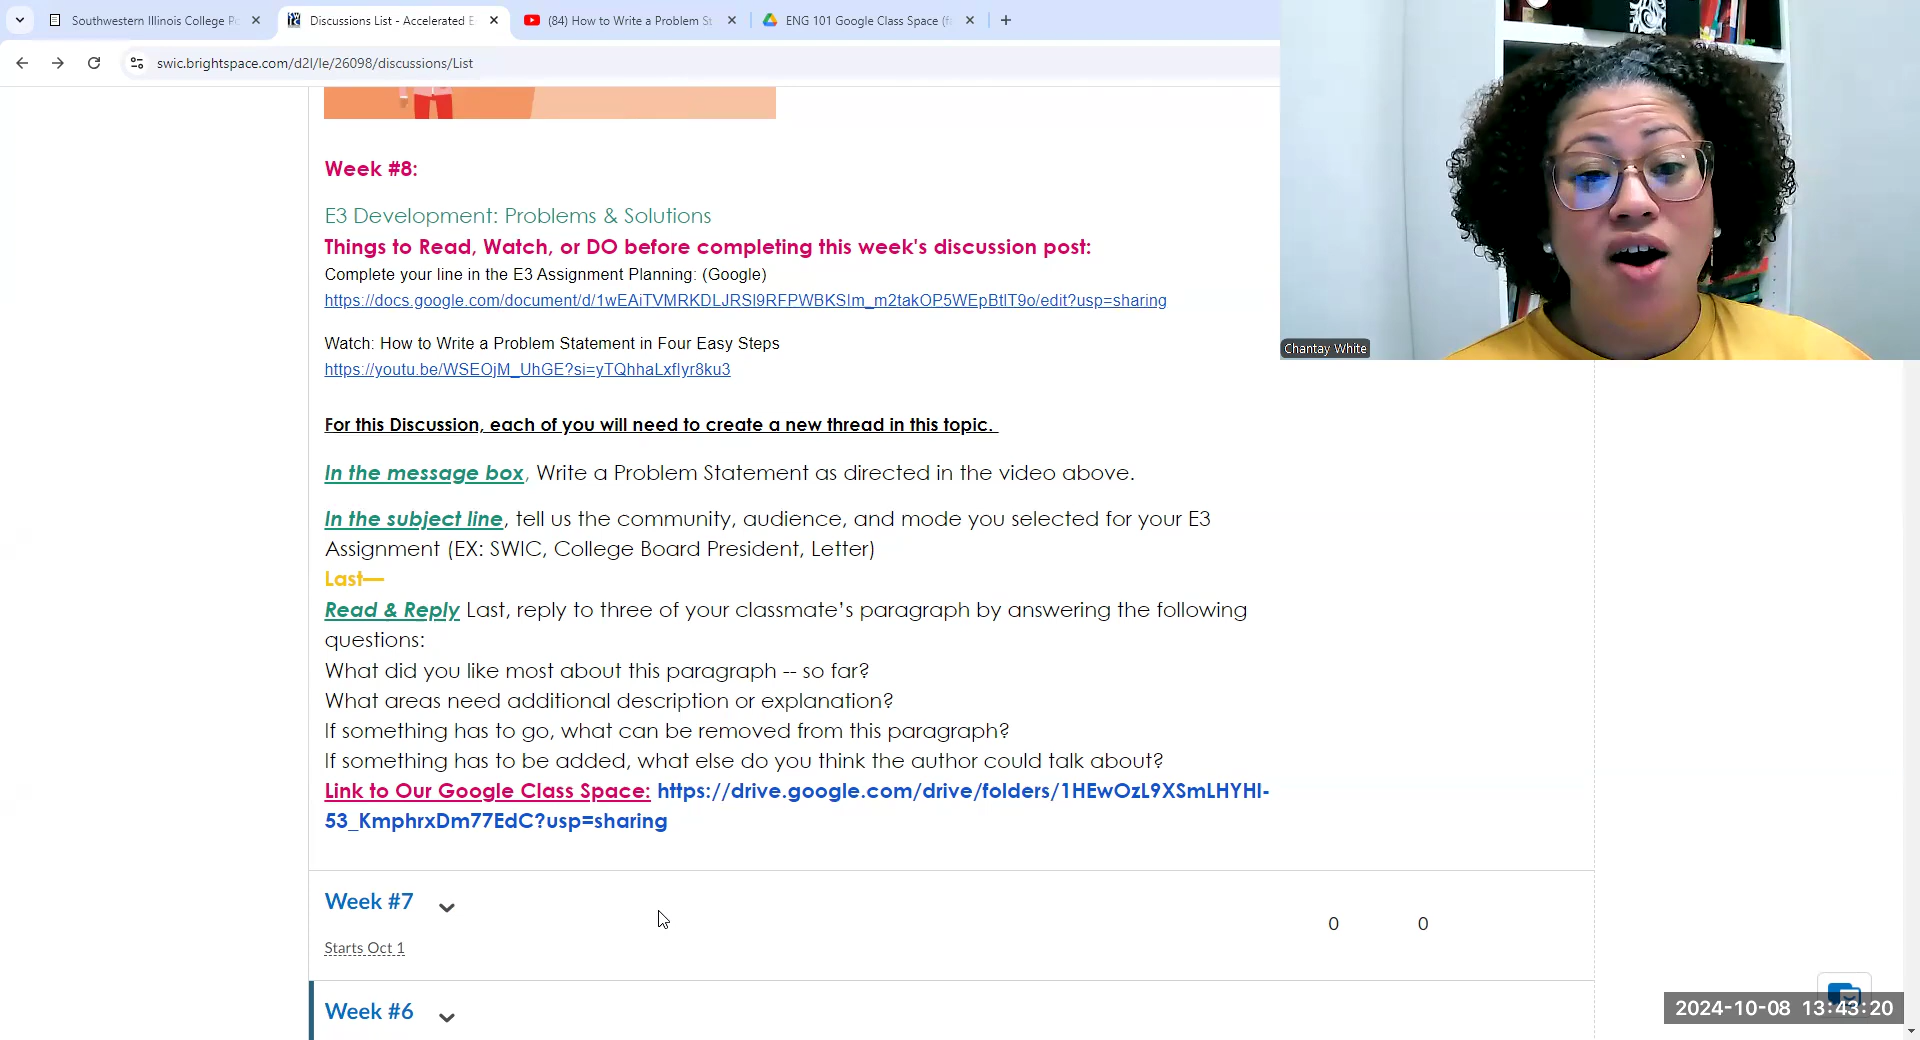 Southwestern Illinois College Po
Discussions List - Accelerated E
(84) How to Write a Problem St
ENG 101 Google Class Space (fa
swic.brightspace.com/d2l/le/26098/discussions/List
Week #8:
E3 Development: Problems & Solutions
Things to Read, Watch, or DO before completing this week's discussion post:
Complete your line in the E3 Assignment Planning: (Google)
https://docs.google.com/document/d/1wEAiTVMRKDLJRSI9RFPWBKSIm_m2takOP5WEpBtlT9o/edit?usp=sharing
Watch: How to Write a Problem Statement in Four Easy Steps
https://youtu.be/WSEOjM_UhGE?si=yTQhhaLxfIyr8ku3
For this Discussion, each of you will need to create a new thread in this topic.
In the message box, Write a Problem Statement as directed in the video above.
In the subject line, tell us the community, audience, and mode you selected for your E3
Assignment (EX: SWIC, College Board President, Letter)
Last—
Read & Reply Last, reply to three of your classmate's paragraph by answering the following
questions:
What did you like most about this paragraph -- so far?
What areas need additional description or explanation?
If something has to go, what can be removed from this paragraph?
If something has to be added, what else do you think the author could talk about?
Link to Our Google Class Space: https://drive.google.com/drive/folders/1HEwOzL9XSmLHYHI-
53_KmphrxDm77EdC?usp=sharing
Week #7
0 0
Starts Oct 1
Week #6
Chantay White
2024-10-08 13:43:20